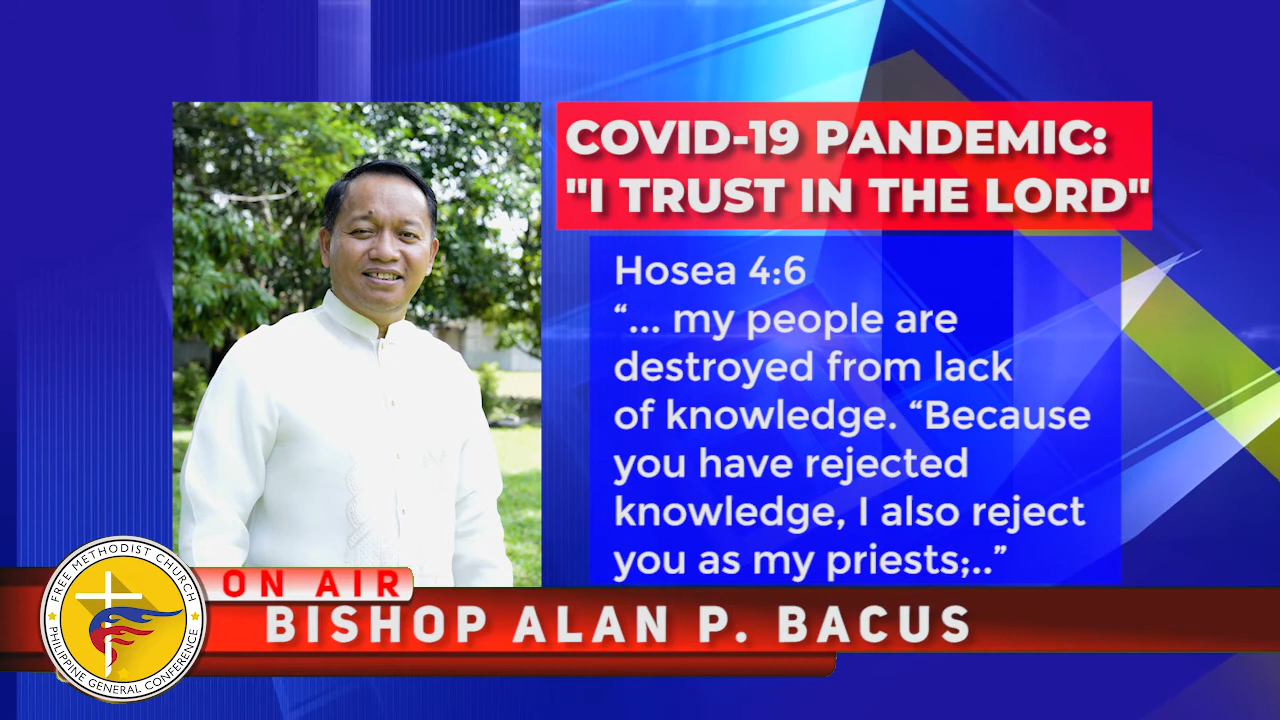 COVID-19 PANDEMIC:
"I TRUST IN THE LORD"
Hosea 4:6
“... my people are
destroyed from lack
of knowledge. “Because
you have rejected
knowledge, I also reject
you as my priests;..”
ON AIR
BISHOP ALAN P. BACUS
FREE METHODIST CHURCH
PHILIPPINE GENERAL CONFERENCE